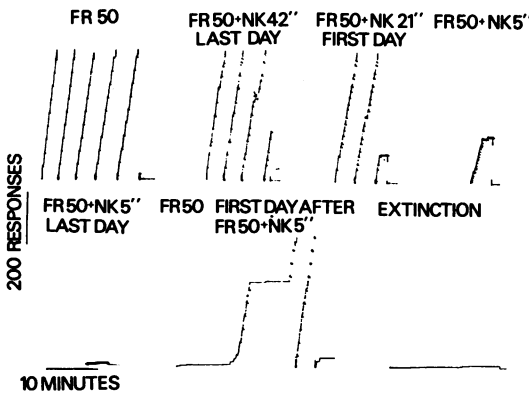 FR 50
FR50+NK42''
LAST DAY
FR50+NK 21''
FIRST DAY
FR50+NK5''
200 RESPONSES
FR50+NK5''
LAST DAY
FR50 FIRST DAY AFTER
FR50+NK5''
EXTINCTION
10 MINUTES